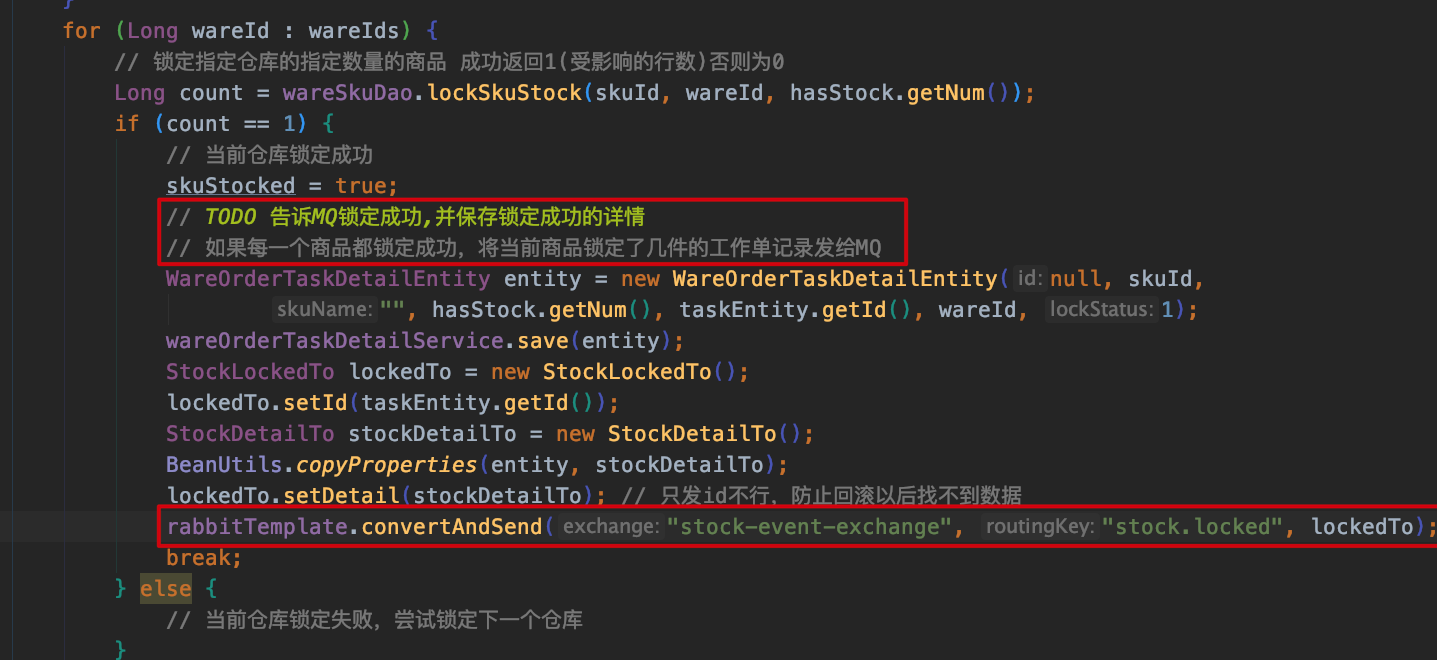 }
for (Long wareId : wareIds) {
// 锁定指定仓库的指定数量的商品 成功返回1(受影响的行数)否则为0
Long count = wareSkuDao.lockSkuStock(skuId, wareId, hasStock.getNum());
if (count == 1) {
// 当前仓库锁定成功
skuStocked = true;
// TODO 告诉MQ锁定成功,并保存锁定成功的详情
// 如果每一个商品都锁定成功, 将当前商品锁定了几件的工作单记录发给MQ
WareOrderTaskDetailEntity entity = new WareOrderTaskDetailEntity( id: null, skuId,
skuName: "", hasStock.getNum(), taskEntity.getId(), wareId, lockStatus: 1);
wareOrderTaskDetailService.save(entity);
StockLockedTo lockedTo = new StockLockedTo();
lockedTo.setId(taskEntity.getId());
StockDetailTo stockDetailTo = new StockDetailTo();
BeanUtils.copyProperties(entity, stockDetailTo);
lockedTo.setDetail(stockDetailTo); // 只发id不行, 防止回滚以后找不到数据
rabbitTemplate.convertAndSend( exchange: "stock-event-exchange", routingKey: "stock.locked", lockedTo);
break;
} else {
// 当前仓库锁定失败, 尝试锁定下一个仓库
}